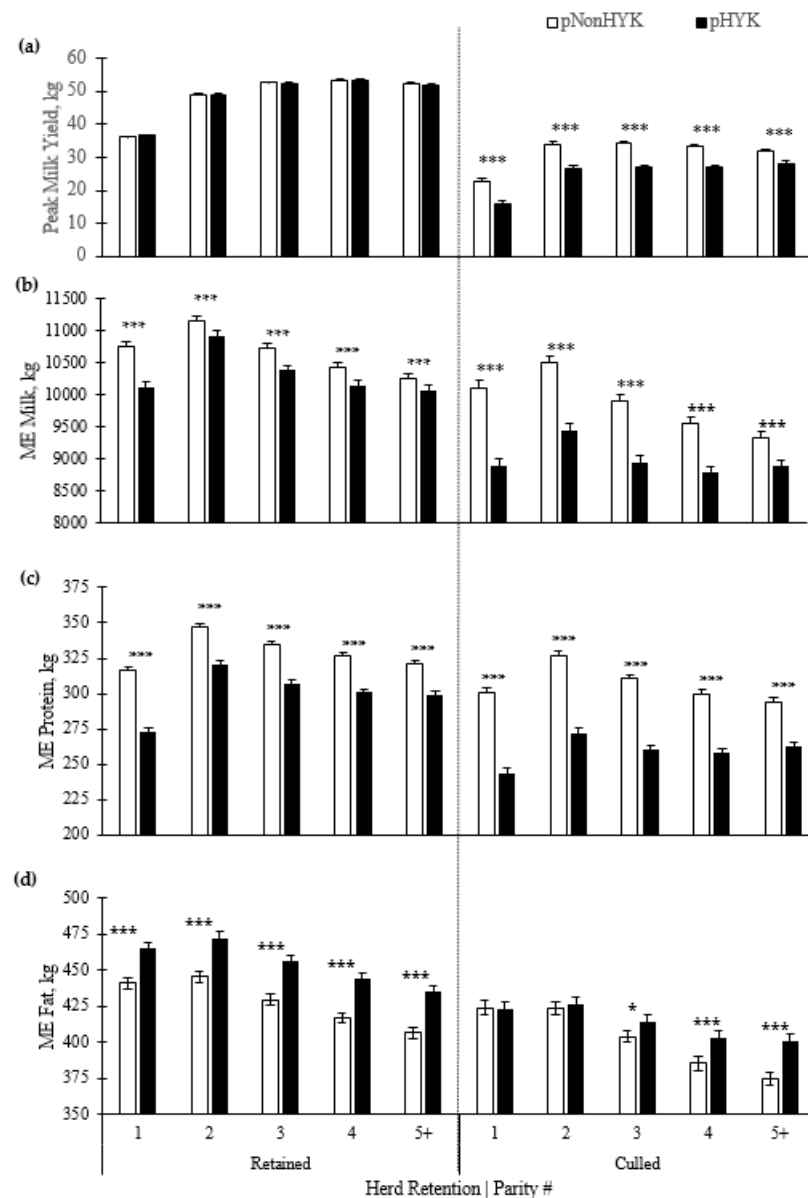 pNonHYK pHYK
(a)
Peak Milk Yield, kg
60
50
40
30
20
10
0
*** *** *** *** ***
(b)
ME Milk, kg
11500
11000
10500
10000
9500
9000
8500
8000
*** *** *** *** *** *** *** *** *** ***
(c)
ME Protein, kg
375
350
325
300
275
250
225
200
*** *** *** *** *** *** *** *** *** ***
(d)
ME Fat, kg
500
475
450
425
400
375
350
*** *** *** *** *** * *** ***
1 2 3 4 5+ 1 2 3 4 5+
Retained Culled
Herd Retention | Parity #